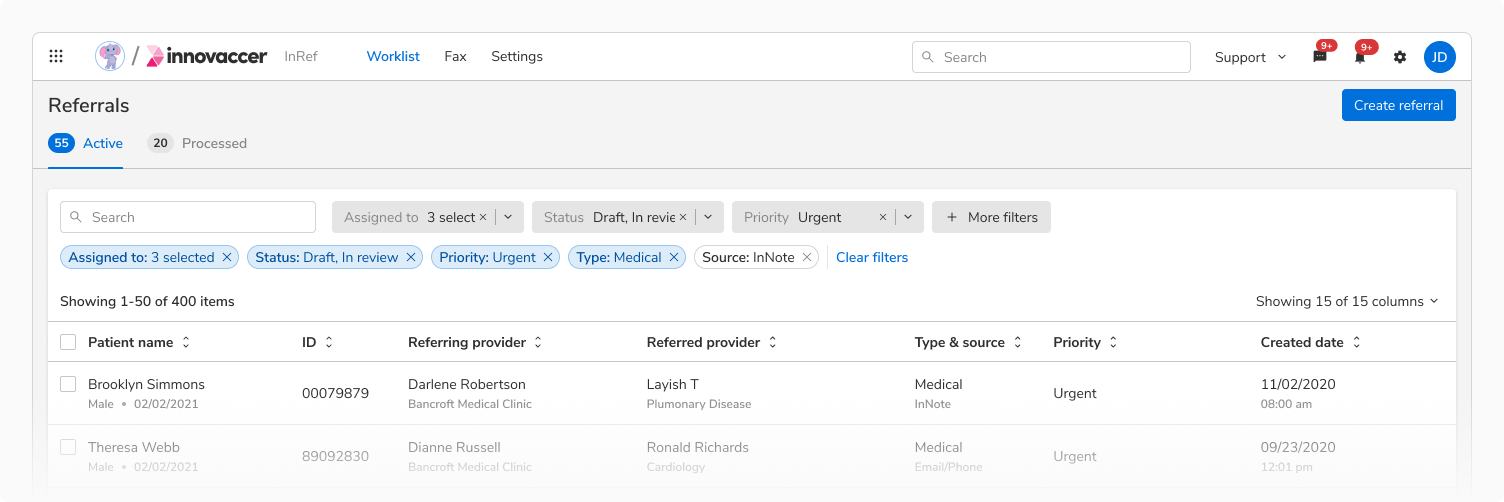 innovaccer InRef Worklist Fax Settings Search Support 9+ 9+ JD
Referrals Create referral
55 Active 20 Processed
Search Assigned to 3 select Status Draft, In revie Priority Urgent More filters
Assigned to: 3 selected Status: Draft, In review Priority: Urgent Type: Medical Source: InNote Clear filters
Showing 1-50 of 400 items Showing 15 of 15 columns
Patient name ID Referring provider Referred provider Type & source Priority Created date
Brooklyn Simmons 00079879 Darlene Robertson Layish T Medical Urgent 11/02/2020
Male • 02/02/2021 Bancroft Medical Clinic Plumonary Disease InNote 08:00 am
Theresa Webb 89092830 Dianne Russell Ronald Richards Medical Urgent 09/23/2020
Male • 02/02/2021 Bancroft Medical Clinic Cardiology Email/Phone 12:01 pm